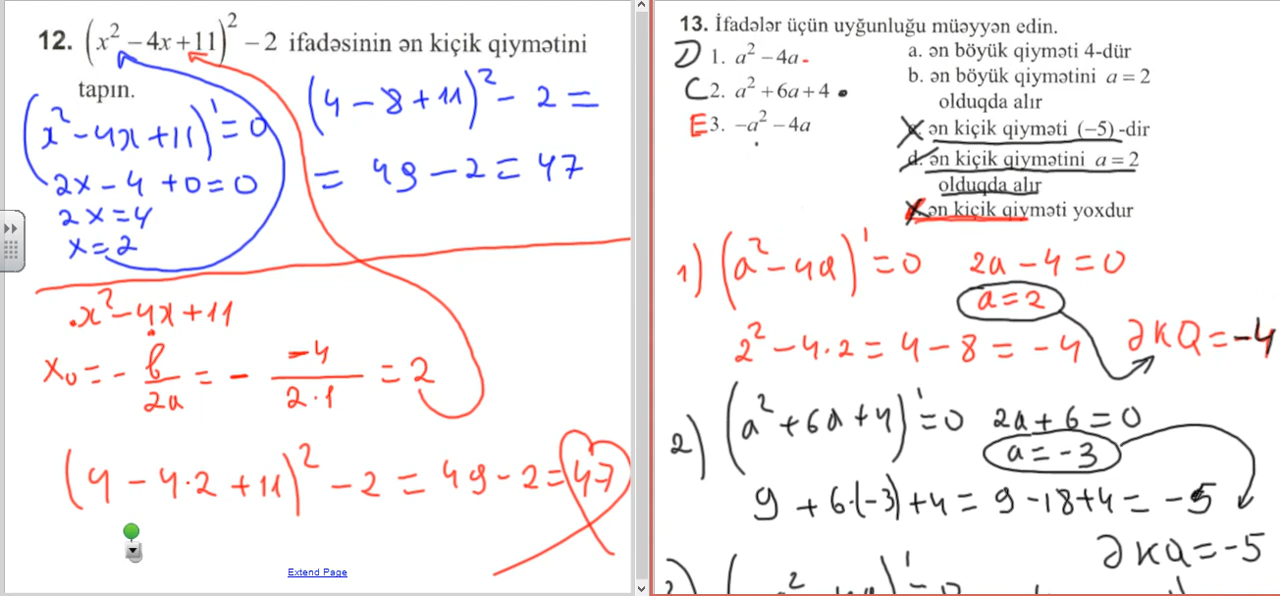 12. (x² – 4x + 11)² – 2 ifadəsinin ən kiçik qiymətini
tapın.
(x² – 4x + 11)' = 0
2x – 4 + 0 = 0
2x = 4
x = 2
(4 – 8 + 11)² – 2 =
= 49 – 2 = 47
x² – 4x + 11
x₀ = – b/2a = – –4/2·1 = 2
(4 – 4·2 + 11)² – 2 = 49 – 2 = 47
Extend Page
13. İfadələr üçün uyğunluğu müəyyən edin.
D 1. a² – 4a
C 2. a² + 6a + 4
E 3. –a² – 4a
a. ən böyük qiyməti 4-dür
b. ən böyük qiymətini a = 2
olduqda alır
ən kiçik qiyməti (–5) -dir
d. ən kiçik qiymətini a = 2
olduqda alır
ən kiçik qiyməti yoxdur
1) (a² – 4a)' = 0 2a – 4 = 0
a = 2
2² – 4·2 = 4 – 8 = –4 ƏKQ = –4
2) (a² + 6a + 4)' = 0 2a + 6 = 0
a = –3
9 + 6·(–3) + 4 = 9 – 18 + 4 = –5
ƏKQ = –5